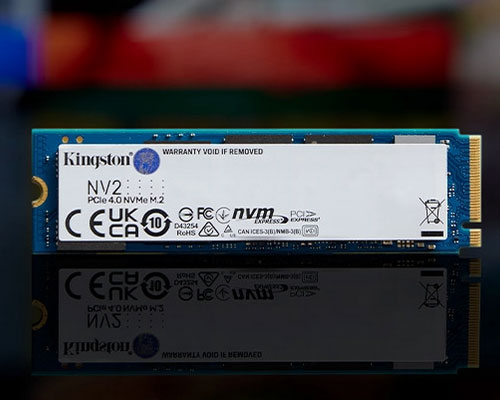 Kingston
WARRANTY VOID IF REMOVED
NV2
PCIe 4.0 NVMe M.2
CE UK CA 10
FC nvm EXPRESS PCI EXPRESS
D43254
RoHS
CAN ICES-3(B)/NMB-3(B)